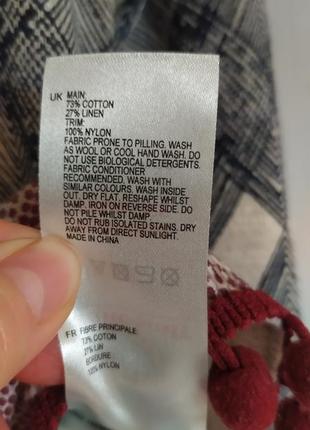 UK MAIN:
73% COTTON
27% LINEN
TRIM:
100% NYLON
FABRIC PRONE TO PILLING. WASH
AS WOOL OR COOL HAND WASH. DO
NOT USE BIOLOGICAL DETERGENTS.
FABRIC CONDITIONER
RECOMMENDED. WASH WITH
SIMILAR COLOURS. WASH INSIDE
OUT. DRY FLAT. RESHAPE WHILST
DAMP. IRON ON REVERSE SIDE. DO
NOT PILE WHILST DAMP.
DO NOT RUB ISOLATED STAINS. DRY
AWAY FROM DIRECT SUNLIGHT.
MADE IN CHINA
FR FIBRE PRINCIPALE:
73% COTON
27% LIN
BORDURE:
100% NYLON